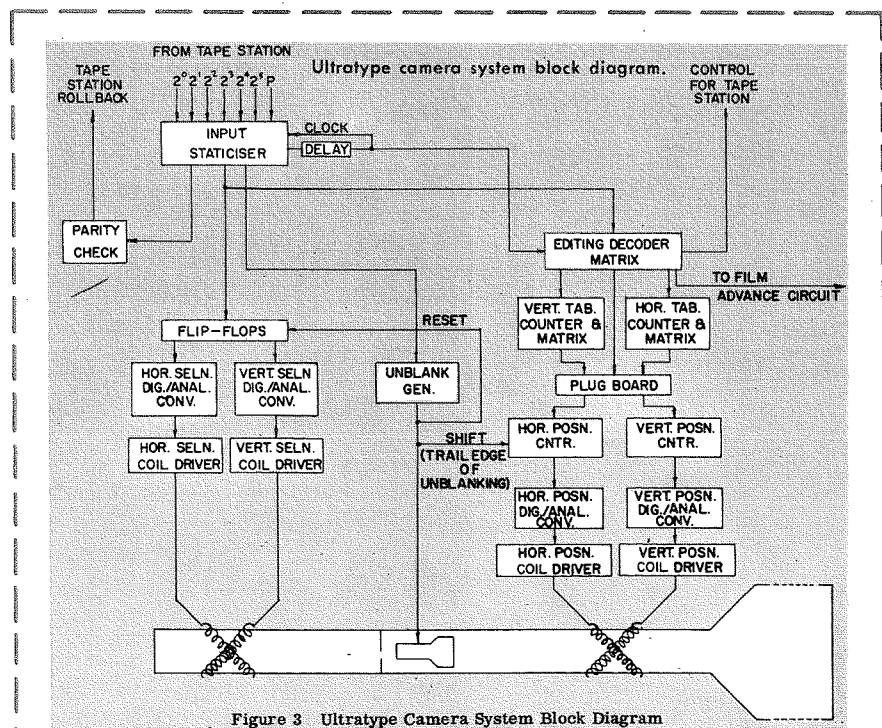 FROM TAPE STATION
Ultratype camera system block diagram.
TAPE
STATION
ROLLBACK
CONTROL
FOR TAPE
STATION
2⁰ 2¹ 2² 2³ 2⁴ 2⁵ P
INPUT
STATICISER
CLOCK
DELAY
PARITY
CHECK
EDITING DECODER
MATRIX
TO FILM
ADVANCE CIRCUIT
VERT. TAB.
COUNTER &
MATRIX
HOR. TAB.
COUNTER &
MATRIX
FLIP-FLOPS
RESET
HOR. SELN.
DIG./ANAL.
CONV.
VERT. SELN
DIG./ANAL.
CONV.
UNBLANK
GEN.
PLUG BOARD
HOR. SELN.
COIL DRIVER
VERT. SELN.
COIL DRIVER
SHIFT
(TRAIL EDGE
OF
UNBLANKING)
HOR. POSN.
CNTR.
VERT. POSN.
CNTR.
HOR. POSN.
DIG./ANAL.
CONV.
VERT. POSN.
DIG./ANAL.
CONV.
HOR. POSN.
COIL DRIVER
VERT. POSN.
COIL DRIVER
Figure 3 Ultratype Camera System Block Diagram